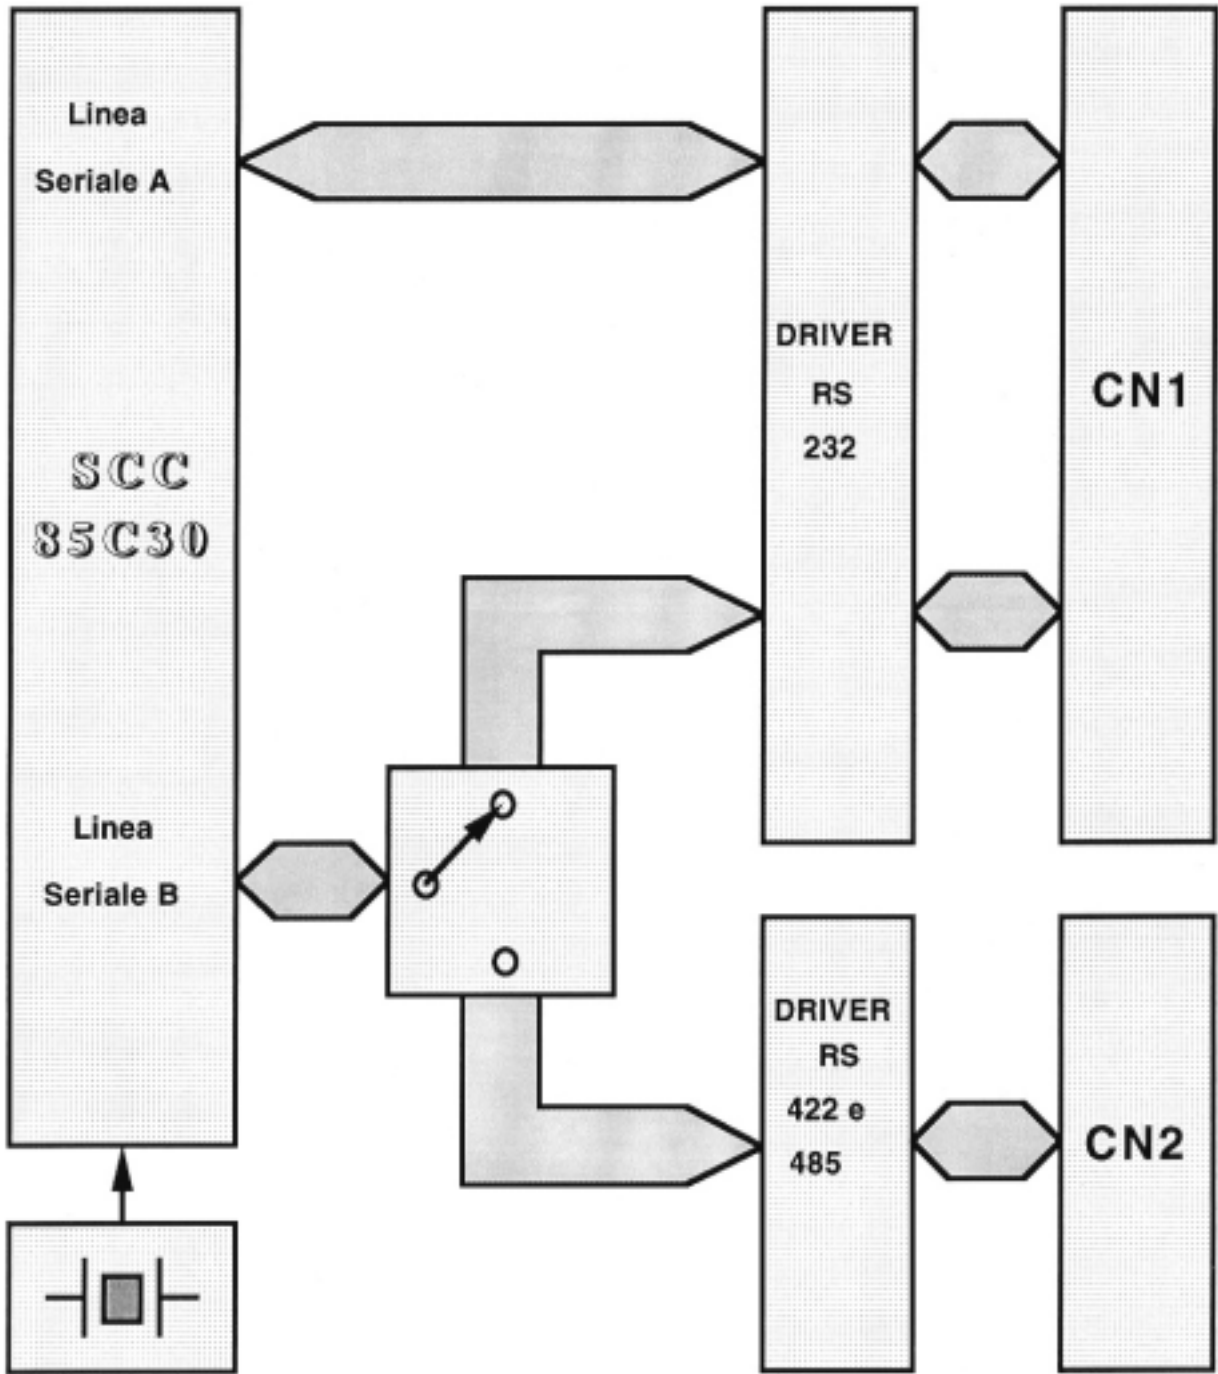 Linea
Seriale A
SCC
85C30
Linea
Seriale B
DRIVER
RS
232
CN1
DRIVER
RS
422 e
485
CN2